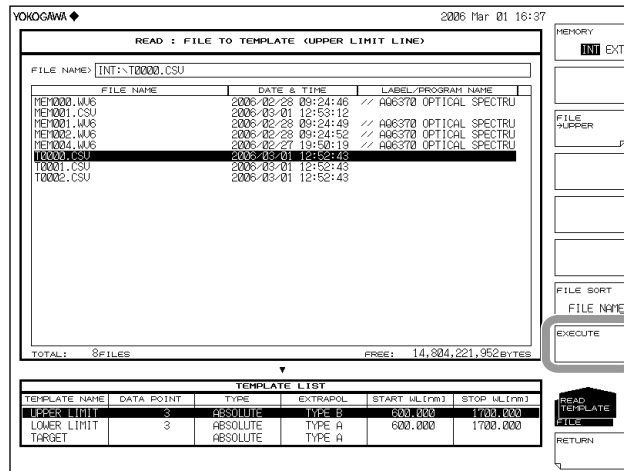 YOKOGAWA ◆ 2006 Mar 01 16:37
READ : FILE TO TEMPLATE (UPPER LIMIT LINE)
FILE NAME> INT:\T0000.CSV
FILE NAME DATE & TIME LABEL/PROGRAM NAME
MEM000.WV6 2006/02/28 09:24:46 // AQ6370 OPTICAL SPECTRU
MEM001.CSV 2006/03/01 12:53:12
MEM001.WV6 2006/02/28 09:24:49 // AQ6370 OPTICAL SPECTRU
MEM002.WV6 2006/02/28 09:24:52 // AQ6370 OPTICAL SPECTRU
MEM004.WV6 2006/02/27 19:50:19 // AQ6370 OPTICAL SPECTRU
T0000.CSV 2006/03/01 12:52:43
T0001.CSV 2006/03/01 12:52:43
T0002.CSV 2006/03/01 12:52:43
TOTAL: 8FILES FREE: 14,804,221,952BYTES
▼
TEMPLATE LIST
TEMPLATE NAME DATA POINT TYPE EXTRAPOL START WL[nm] STOP WL[nm]
UPPER LIMIT 3 ABSOLUTE TYPE B 600.000 1700.000
LOWER LIMIT 3 ABSOLUTE TYPE A 600.000 1700.000
TARGET ABSOLUTE TYPE A
MEMORY
INT EXT
FILE
→UPPER
FILE SORT
FILE NAME
EXECUTE
READ
TEMPLATE
FILE
RETURN